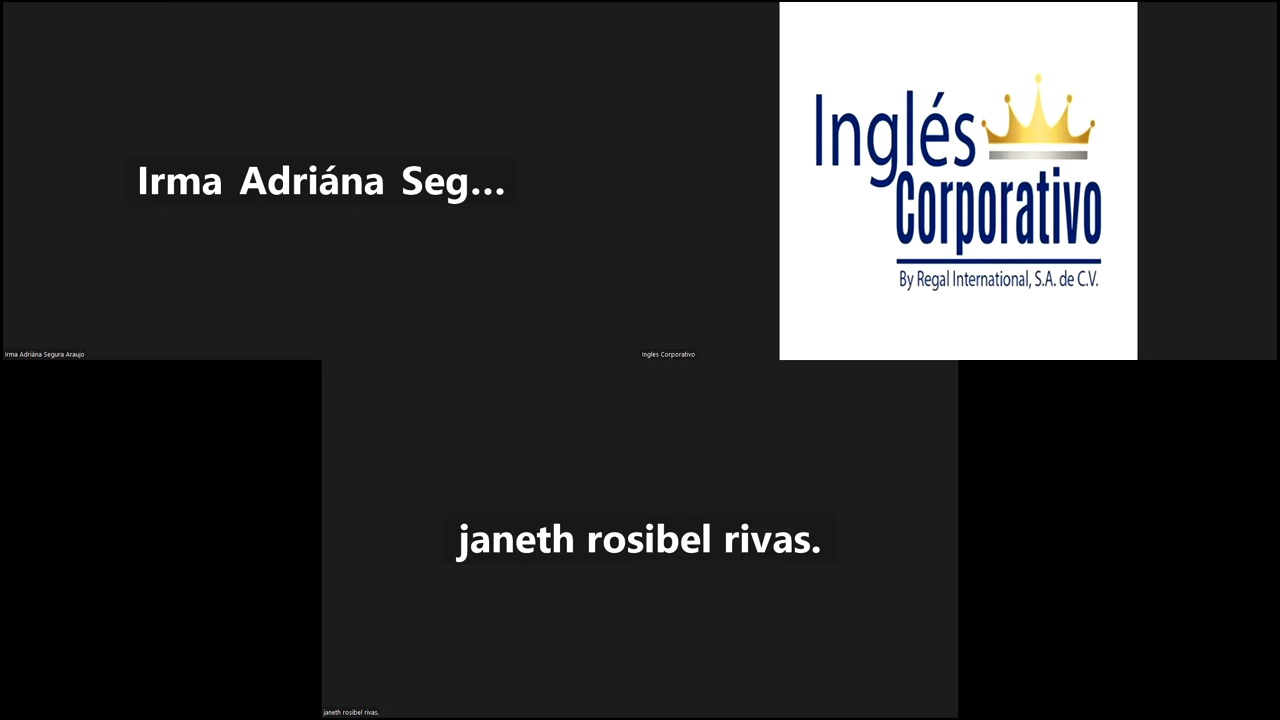 Irma Adriána Seg...
Inglés
Corporativo
By Regal International, S.A. de C.V.
Irma Adriána Segura Araujo
Ingles Corporativo
janeth rosibel rivas.
janeth rosibel rivas.